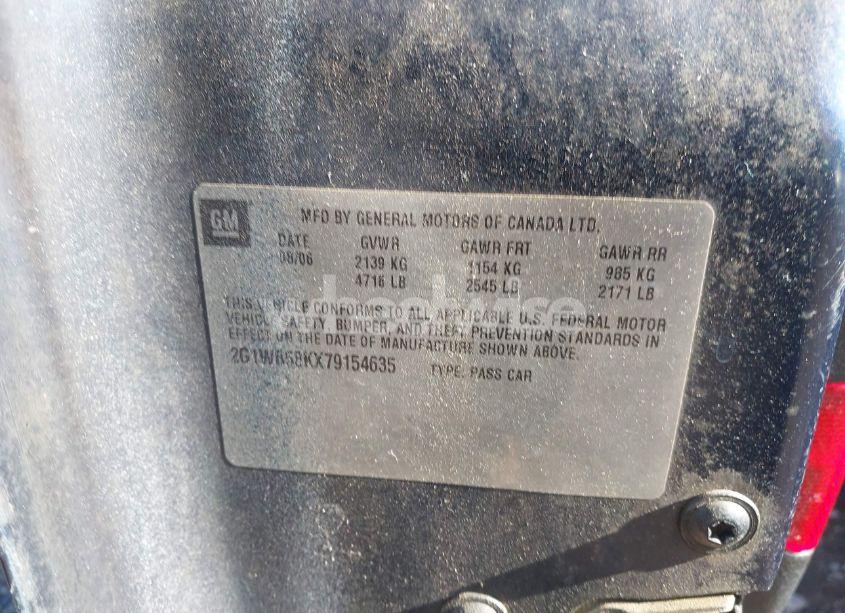 GM
MFD BY GENERAL MOTORS OF CANADA LTD.
DATE GVWR GAWR FRT GAWR RR
08/06 2139 KG 1154 KG 985 KG
4716 LB 2545 LB 2171 LB
THIS VEHICLE CONFORMS TO ALL APPLICABLE U.S. FEDERAL MOTOR
VEHICLE SAFETY, BUMPER, AND THEFT PREVENTION STANDARDS IN
EFFECT ON THE DATE OF MANUFACTURE SHOWN ABOVE.
2G1WB58KX79154635 TYPE: PASS CAR